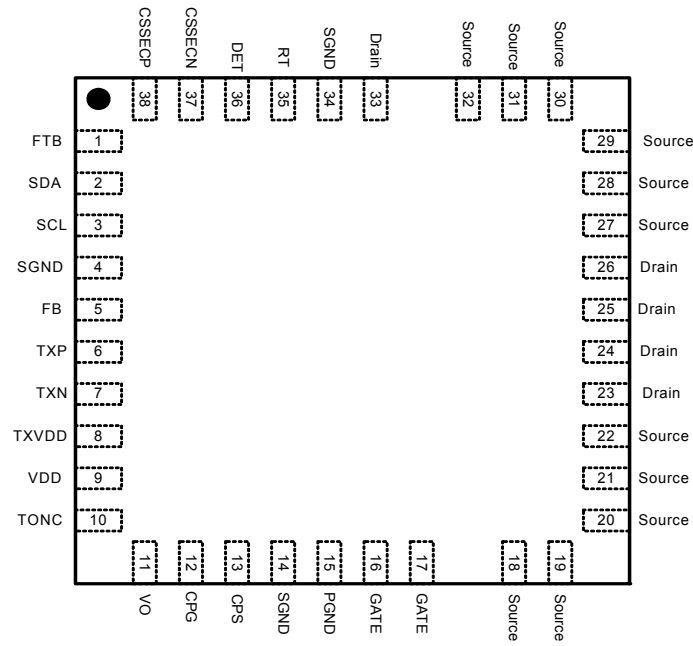 CSSECP
CSSECN
DET
RT
SGND
Drain
Source
Source
Source
38
37
36
35
34
33
32
31
30
FTB 1
29 Source
SDA 2
28 Source
SCL 3
27 Source
SGND 4
26 Drain
FB 5
25 Drain
TXP 6
24 Drain
TXN 7
23 Drain
TXVDD 8
22 Source
VDD 9
21 Source
TONC 10
20 Source
11
12
13
14
15
16
17
18
19
VO
CPG
CPS
SGND
PGND
GATE
GATE
Source
Source